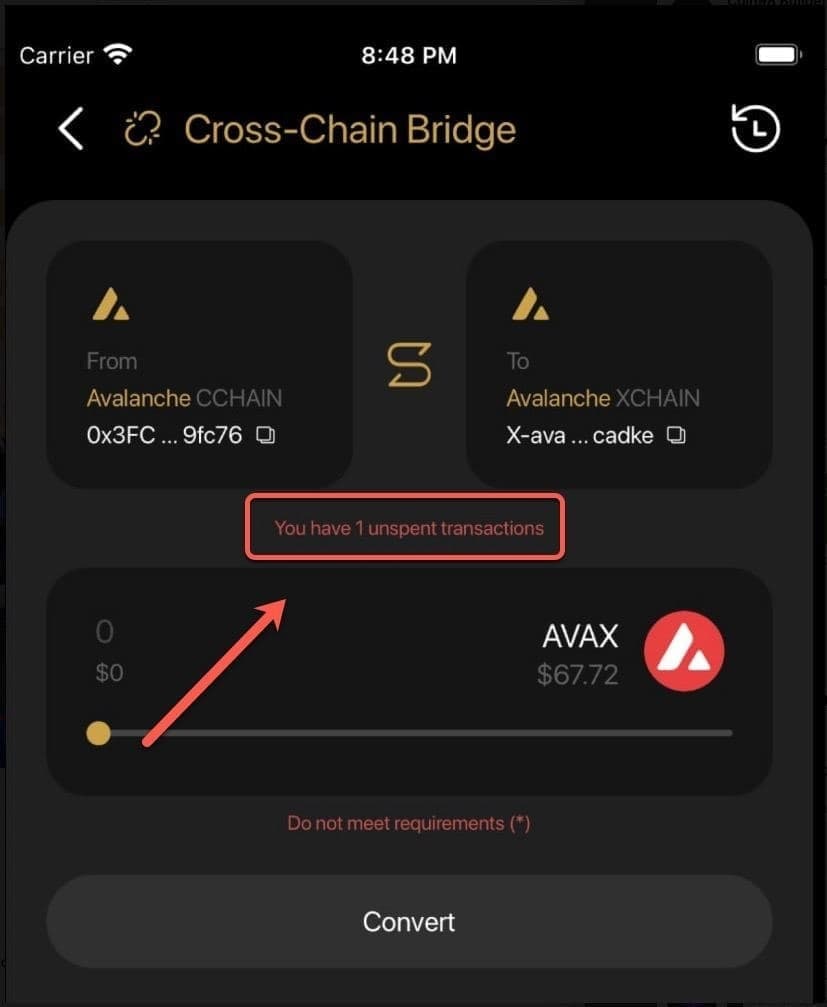 Carrier 8:48 PM
Cross-Chain Bridge
From
Avalanche CCHAIN
0x3FC ... 9fc76
To
Avalanche XCHAIN
X-ava ... cadke
You have 1 unspent transactions
0
$0
AVAX
$67.72
Do not meet requirements (*)
Convert